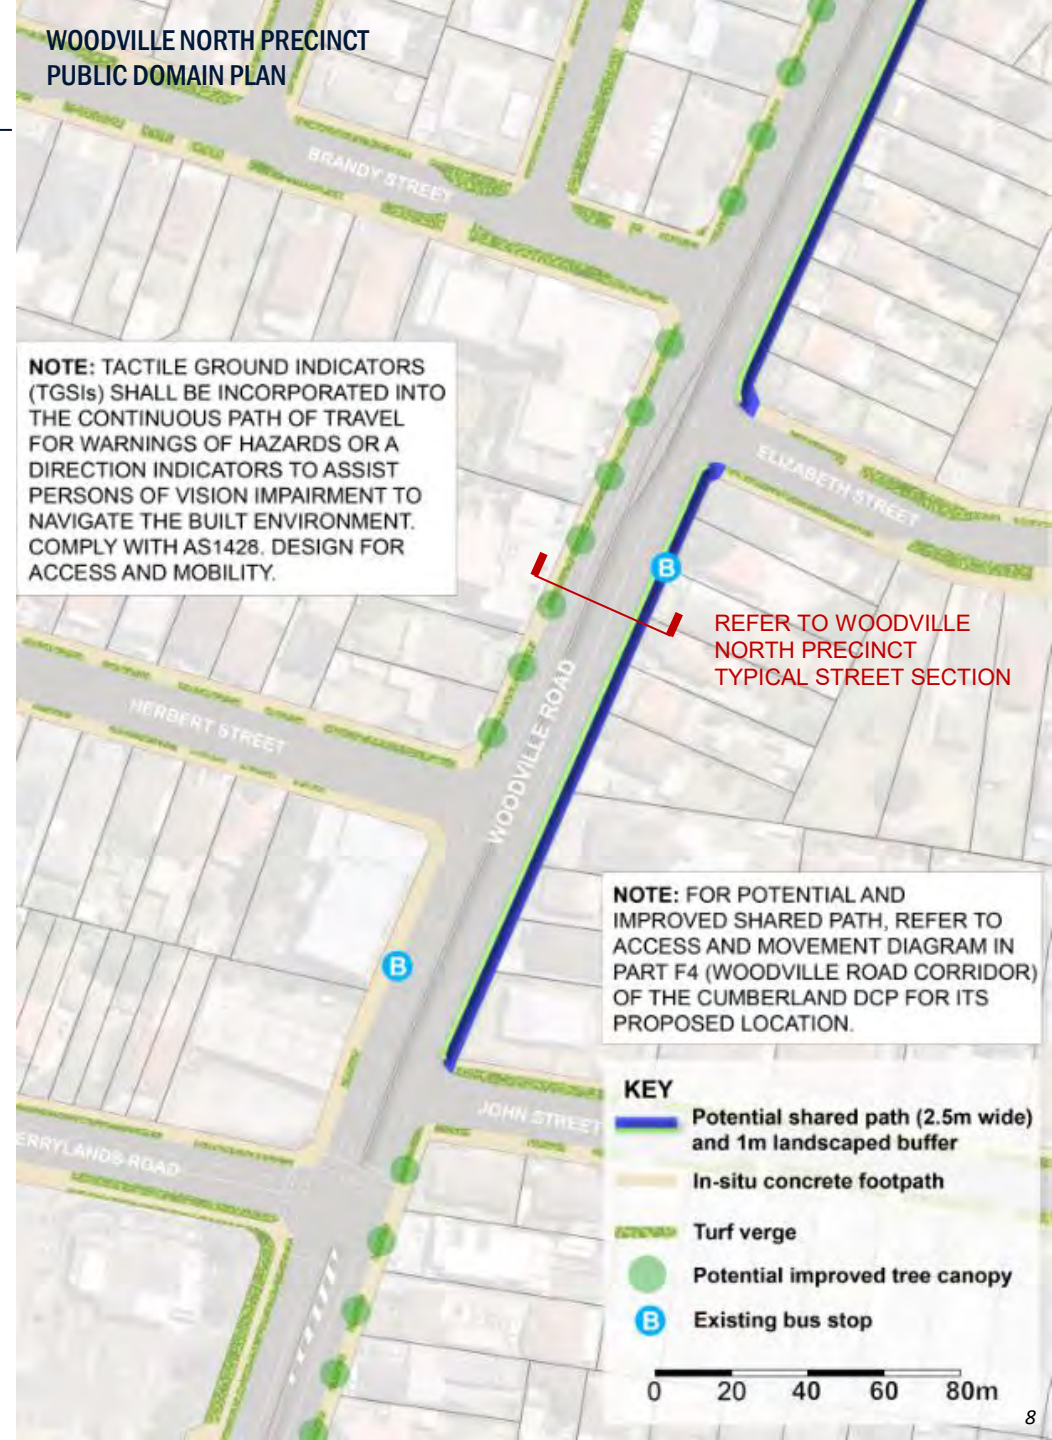 WOODVILLE NORTH PRECINCT
PUBLIC DOMAIN PLAN
BRANDY STREET
NOTE: TACTILE GROUND INDICATORS
(TGSIs) SHALL BE INCORPORATED INTO
THE CONTINUOUS PATH OF TRAVEL
FOR WARNINGS OF HAZARDS OR A
DIRECTION INDICATORS TO ASSIST
PERSONS OF VISION IMPAIRMENT TO
NAVIGATE THE BUILT ENVIRONMENT.
COMPLY WITH AS1428. DESIGN FOR
ACCESS AND MOBILITY.
ELIZABETH STREET
B
REFER TO WOODVILLE
NORTH PRECINCT
TYPICAL STREET SECTION
HERBERT STREET
WOODVILLE ROAD
NOTE: FOR POTENTIAL AND
IMPROVED SHARED PATH, REFER TO
ACCESS AND MOVEMENT DIAGRAM IN
PART F4 (WOODVILLE ROAD CORRIDOR)
OF THE CUMBERLAND DCP FOR ITS
PROPOSED LOCATION.
B
JOHN STREET
ERRYLANDS ROAD
KEY
Potential shared path (2.5m wide)
and 1m landscaped buffer
In-situ concrete footpath
Turf verge
Potential improved tree canopy
B Existing bus stop
0 20 40 60 80m
8